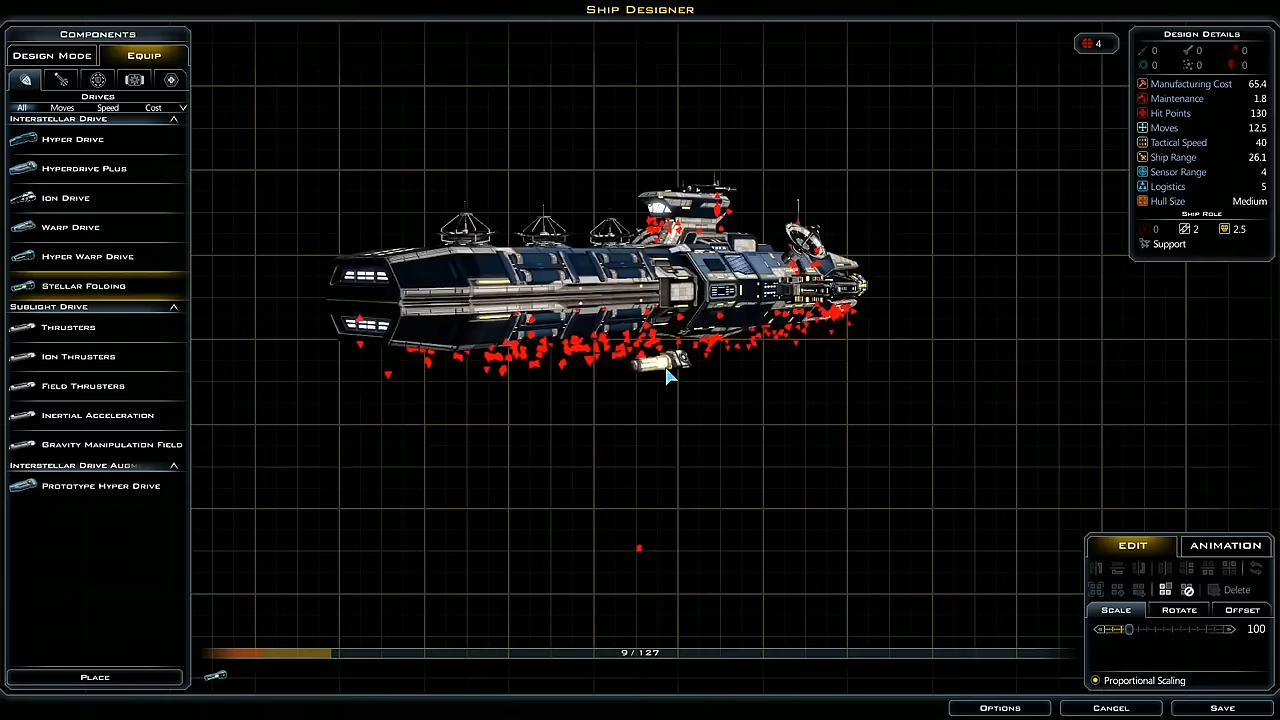 Ship Designer
Components
Design Mode
Equip
Drives
All Moves Speed Cost
Interstellar Drive
Hyper Drive
Hyperdrive Plus
Ion Drive
Warp Drive
Hyper Warp Drive
Stellar Folding
Sublight Drive
Thrusters
Ion Thrusters
Field Thrusters
Inertial Acceleration
Gravity Manipulation Field
Interstellar Drive Augm
Prototype Hyper Drive
Place
9 / 127
4
Design Details
0 0 0
0 0 0
Manufacturing Cost 65.4
Maintenance 1.8
Hit Points 130
Moves 12.5
Tactical Speed 40
Ship Range 26.1
Sensor Range 4
Logistics 5
Hull Size Medium
Ship Role
0 2 2.5
Support
Edit
Animation
Delete
Scale
Rotate
Offset
100
Proportional Scaling
Options
Cancel
Save